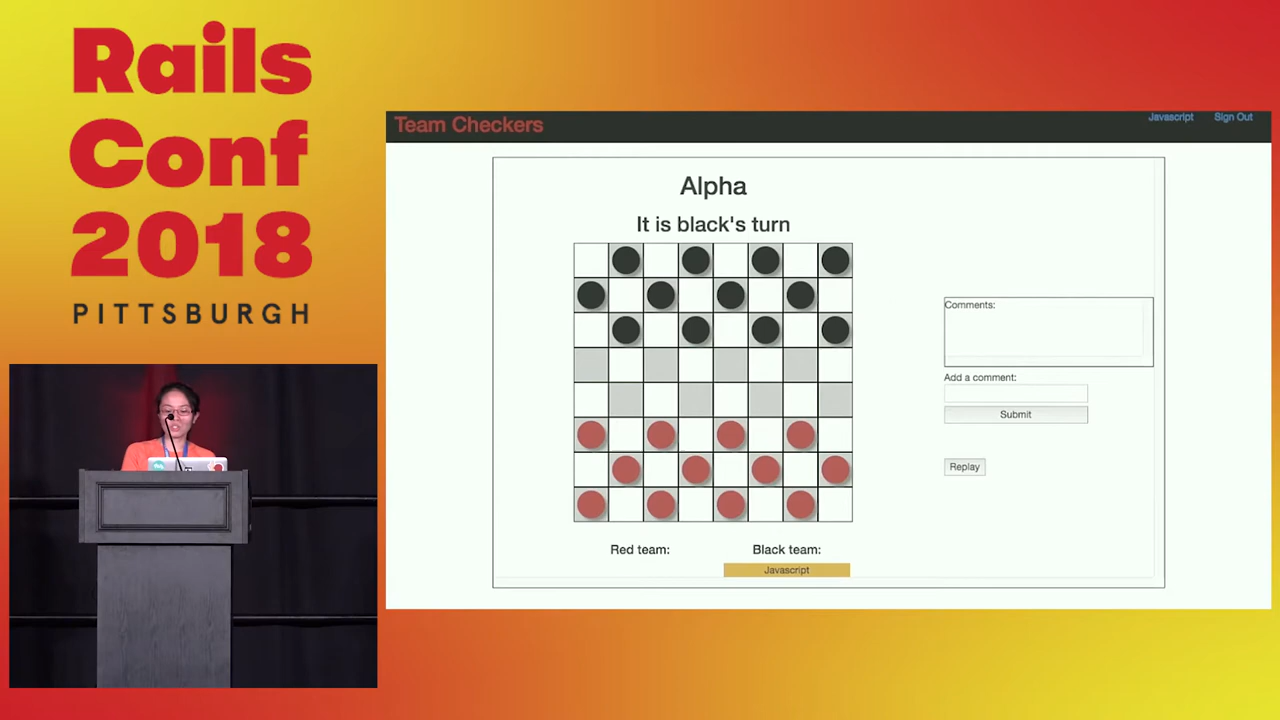 Rails
Conf
2018
PITTSBURGH
Team Checkers
Javascript
Sign Out
Alpha
It is black's turn
Comments:
Add a comment:
Submit
Replay
Red team:
Black team:
Javascript